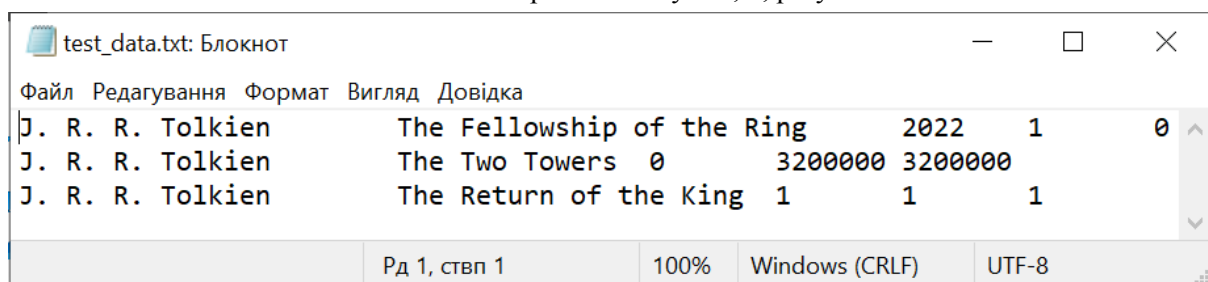 test_data.txt: Блокнот
Файл Редагування Формат Вигляд Довідка
J. R. R. Tolkien The Fellowship of the Ring 2022 1 0
J. R. R. Tolkien The Two Towers 0 3200000 3200000
J. R. R. Tolkien The Return of the King 1 1 1
Рд 1, ствп 1 100% Windows (CRLF) UTF-8